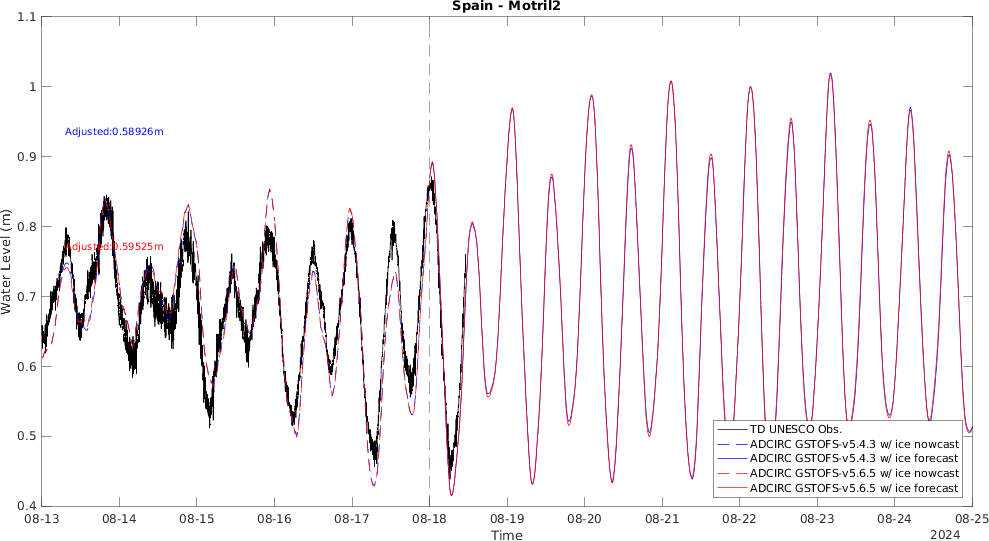 Spain - Motril2
1.1
1
0.9
0.8
0.7
0.6
0.5
0.4
Water Level (m)
Adjusted:0.58926m
Adjusted:0.59525m
TD UNESCO Obs.
ADCIRC GSTOFS-v5.4.3 w/ ice nowcast
ADCIRC GSTOFS-v5.4.3 w/ ice forecast
ADCIRC GSTOFS-v5.6.5 w/ ice nowcast
ADCIRC GSTOFS-v5.6.5 w/ ice forecast
08-13 08-14 08-15 08-16 08-17 08-18 08-19 08-20 08-21 08-22 08-23 08-24 08-25
Time
2024